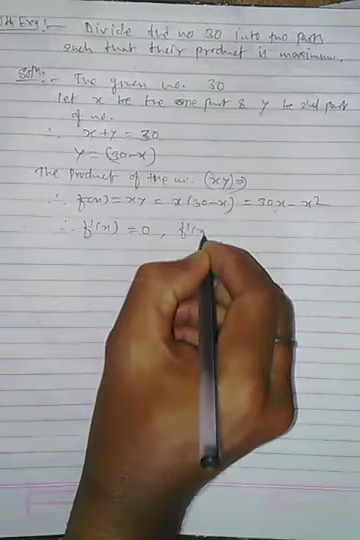 Exg:- Divide the no 30 into two parts
such that their product is maximum.
Solⁿ:- The given no. 30
let x be the one part & y be 2nd part
of no.
∴ x+y = 30
y = (30-x)
The product of the no. (xy) ⇒
∴ f(x) = xy = x(30-x) = 30x - x²
∴ f'(x) = 0, f'(x